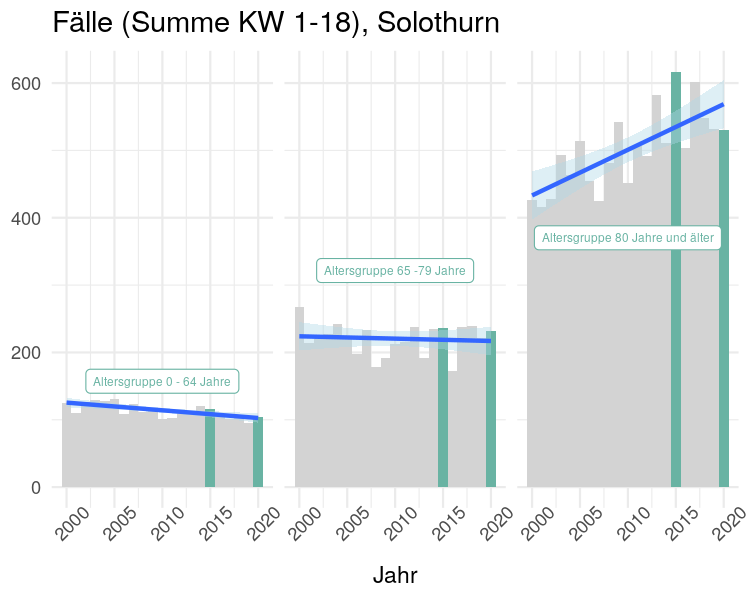 Fälle (Summe KW 1-18), Solothurn
600
400
200
0
Altersgruppe 0 - 64 Jahre
Altersgruppe 65 -79 Jahre
Altersgruppe 80 Jahre und älter
2000 2005 2010 2015 2020 2000 2005 2010 2015 2020 2000 2005 2010 2015 2020
Jahr